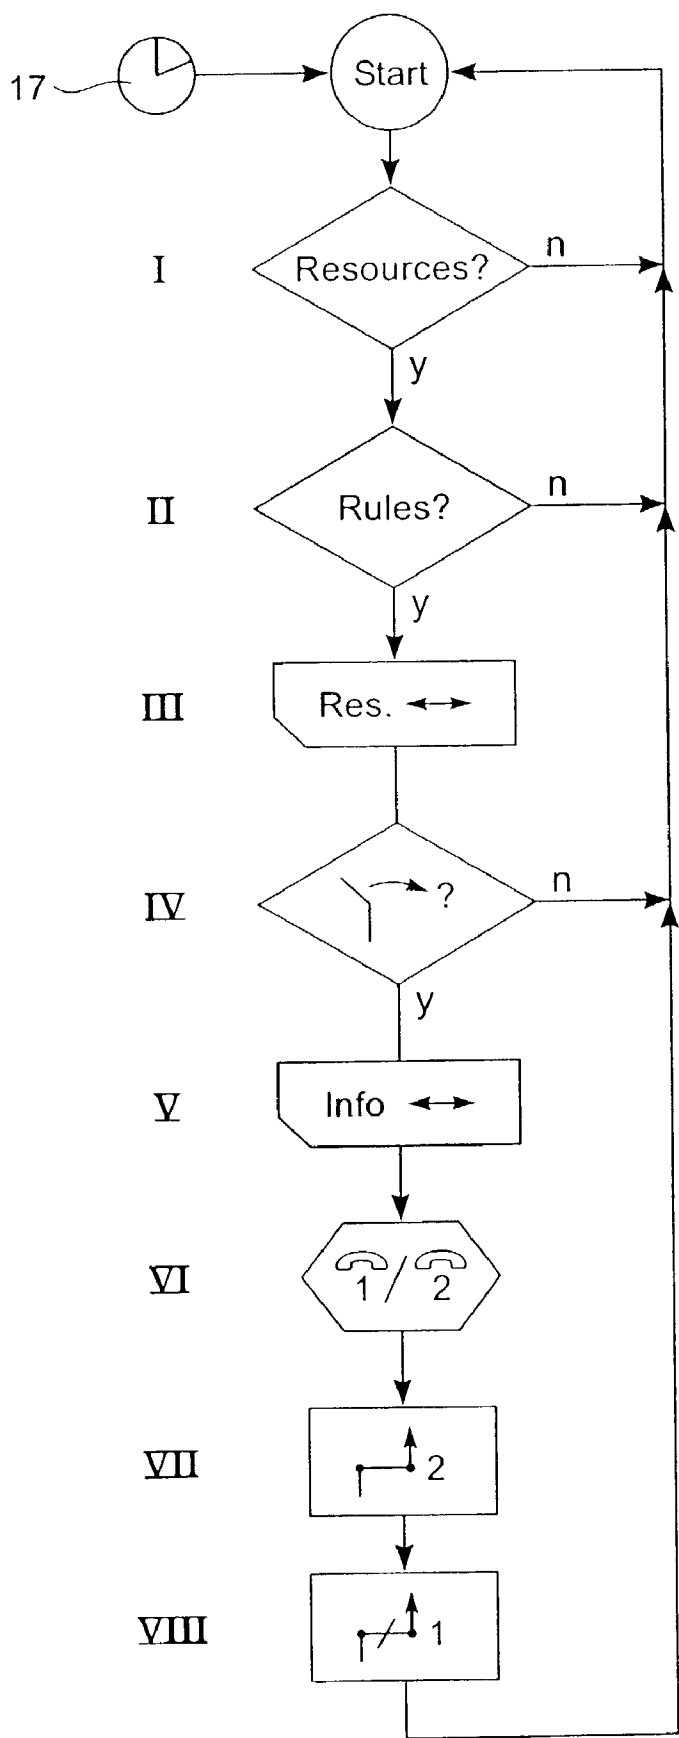 17
Start
I
Resources?
n
y
II
Rules?
n
y
III
Res.
IV
?
n
y
V
Info
VI
1 / 2
VII
2
VIII
1